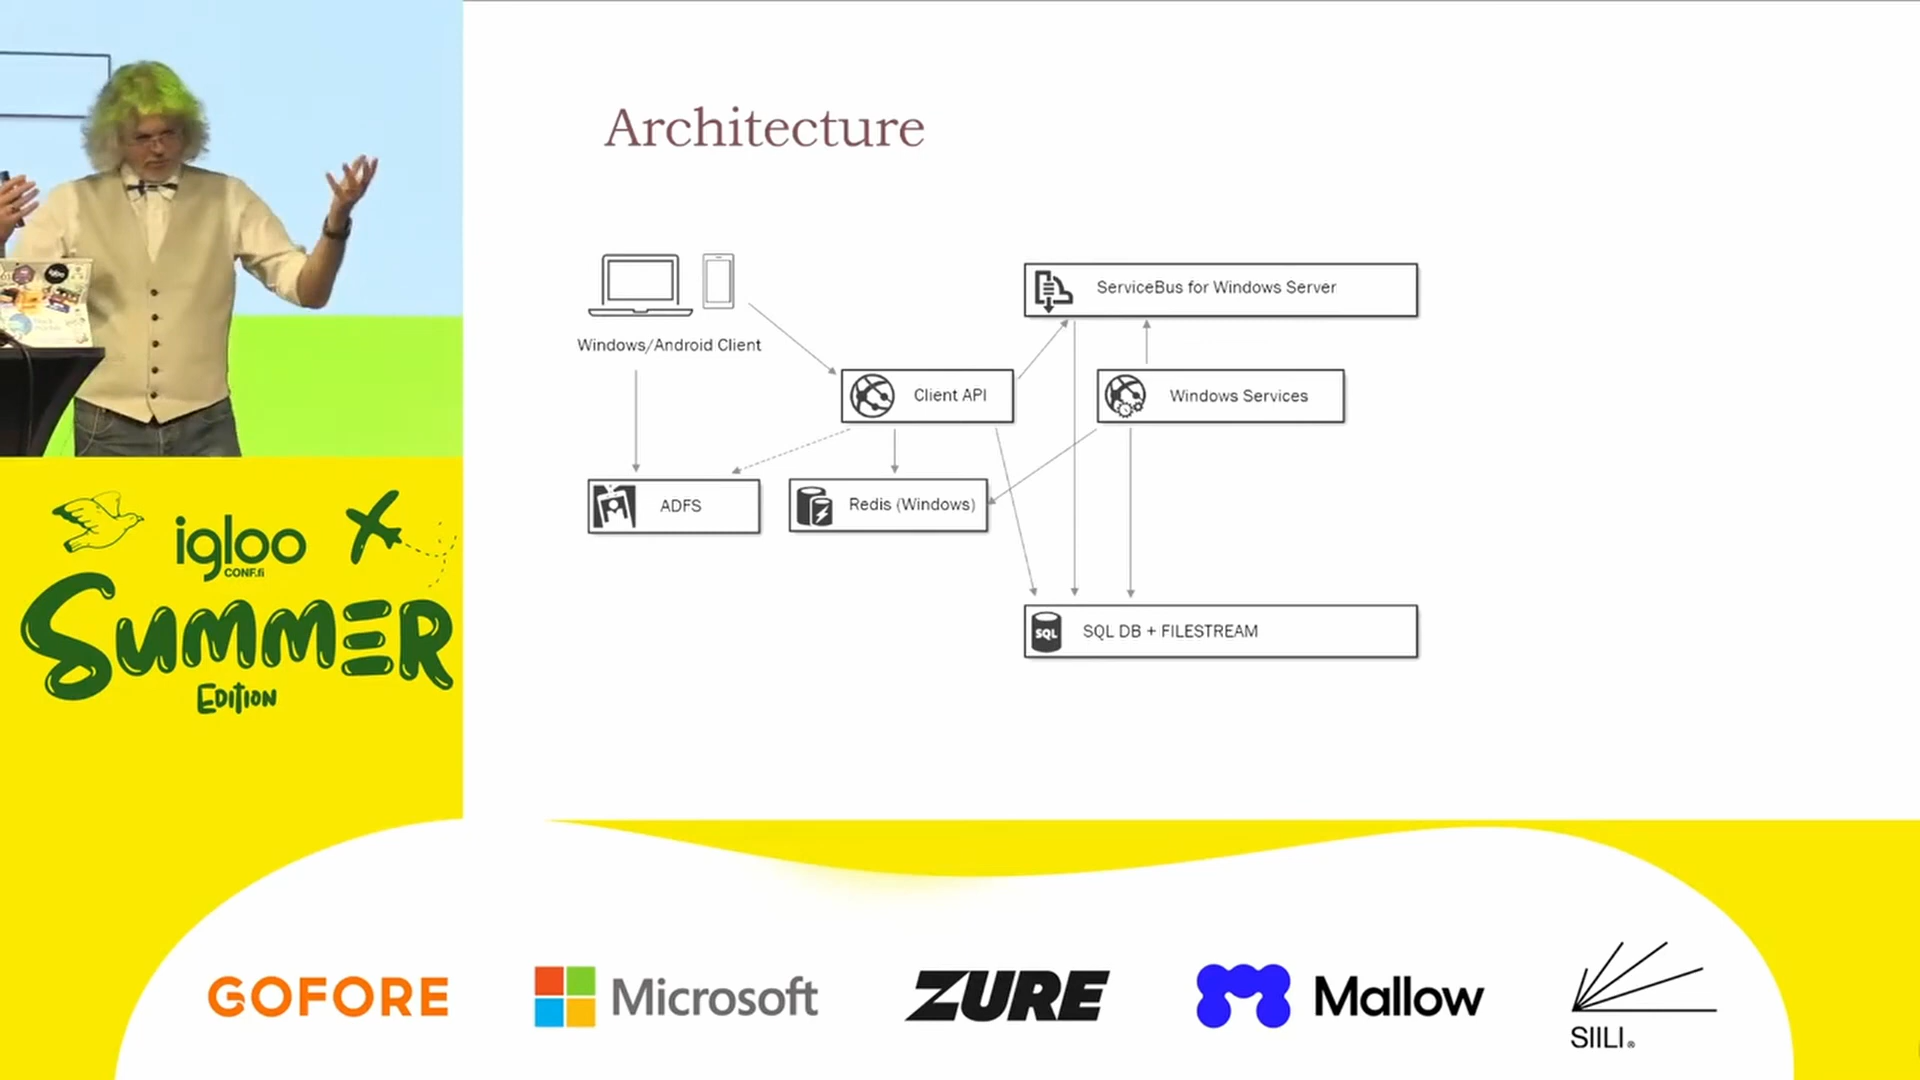 Architecture
ServiceBus for Windows Server
Windows/Android Client
Client API
Windows Services
ADFS
Redis (Windows)
SQL
SQL DB + FILESTREAM
igloo
CONF.fi
SUMMER
EDITION
GOFORE
Microsoft
ZURE
Mallow
SIILI®